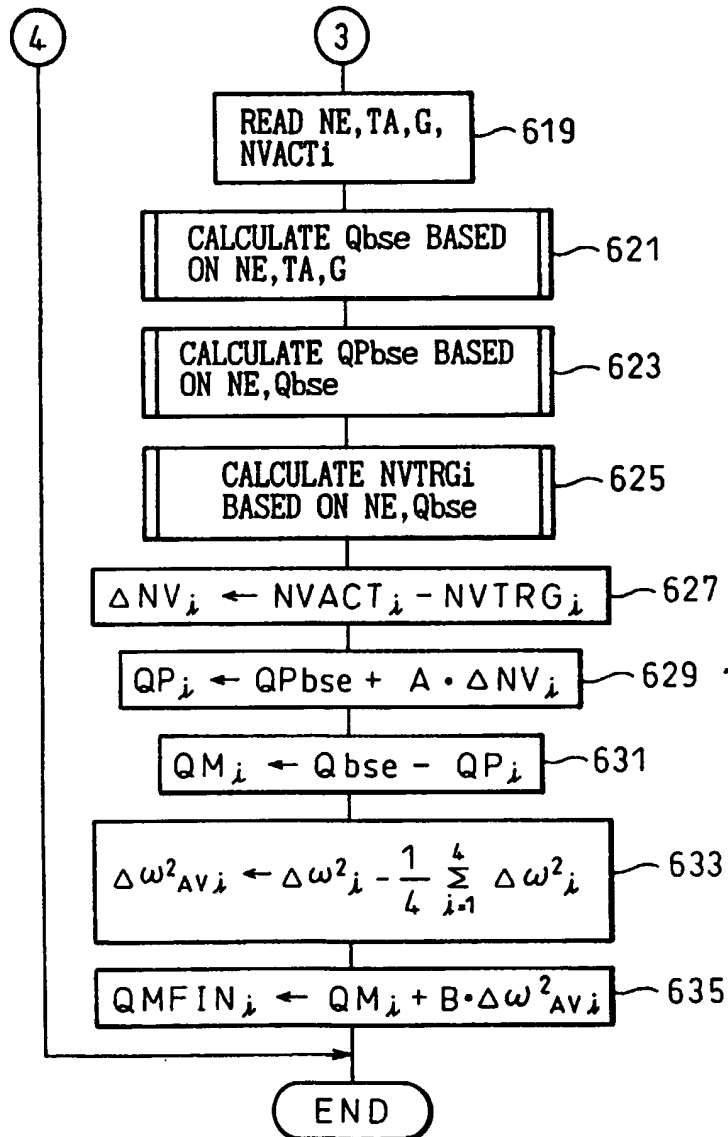 4
3
READ NE,TA,G,
NVACTi
619
CALCULATE Qbse BASED
ON NE,TA,G
621
CALCULATE QPbse BASED
ON NE,Qbse
623
CALCULATE NVTRGi
BASED ON NE,Qbse
625
ΔNVi ← NVACTi − NVTRGi
627
QPi ← QPbse + A · ΔNVi
629
QMi ← Qbse − QPi
631
Δω²AVi ← Δω²i − 1/4 4Σi=1 Δω²i
633
QMFINi ← QMi + B·Δω²AVi
635
END